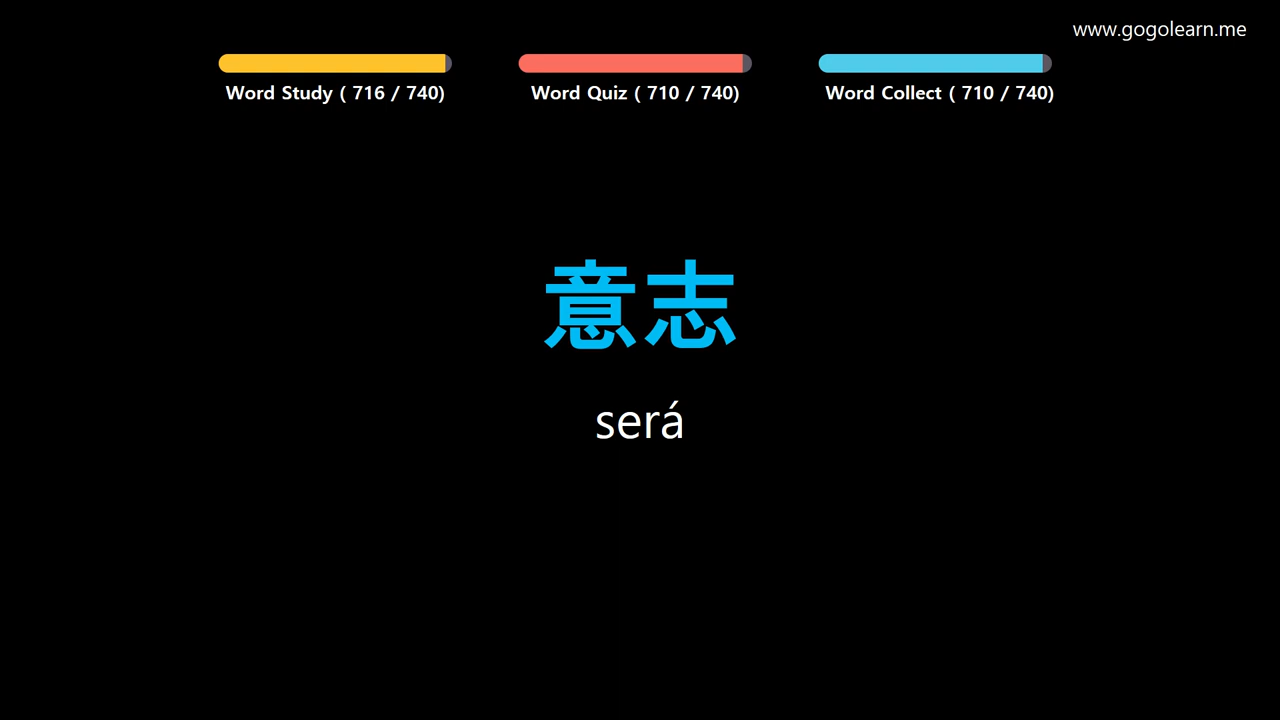 www.gogolearn.me
Word Study ( 716 / 740)
Word Quiz ( 710 / 740)
Word Collect ( 710 / 740)
意志
será